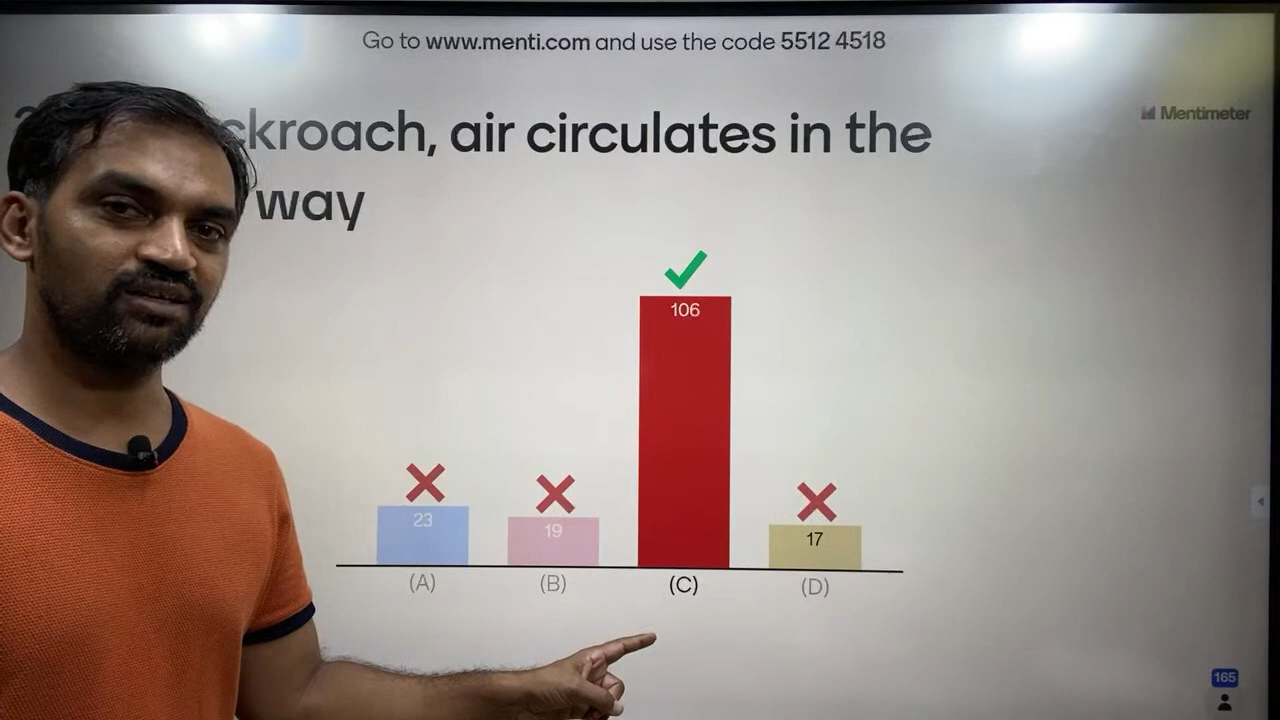 Go to www.menti.com and use the code 5512 4518
ckroach, air circulates in the
way
Mentimeter
106
23
19
17
(A)
(B)
(C)
(D)
165